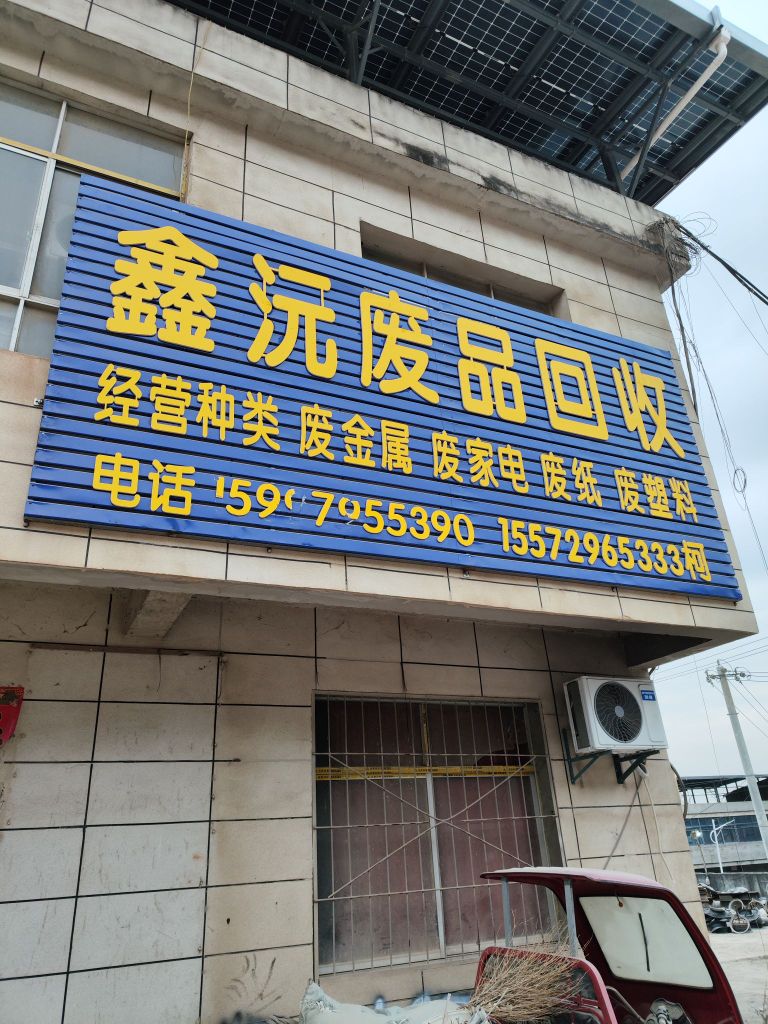 鑫沅废品回收
经营种类 废金属 废家电 废纸 废塑料
电话 15572965333柯